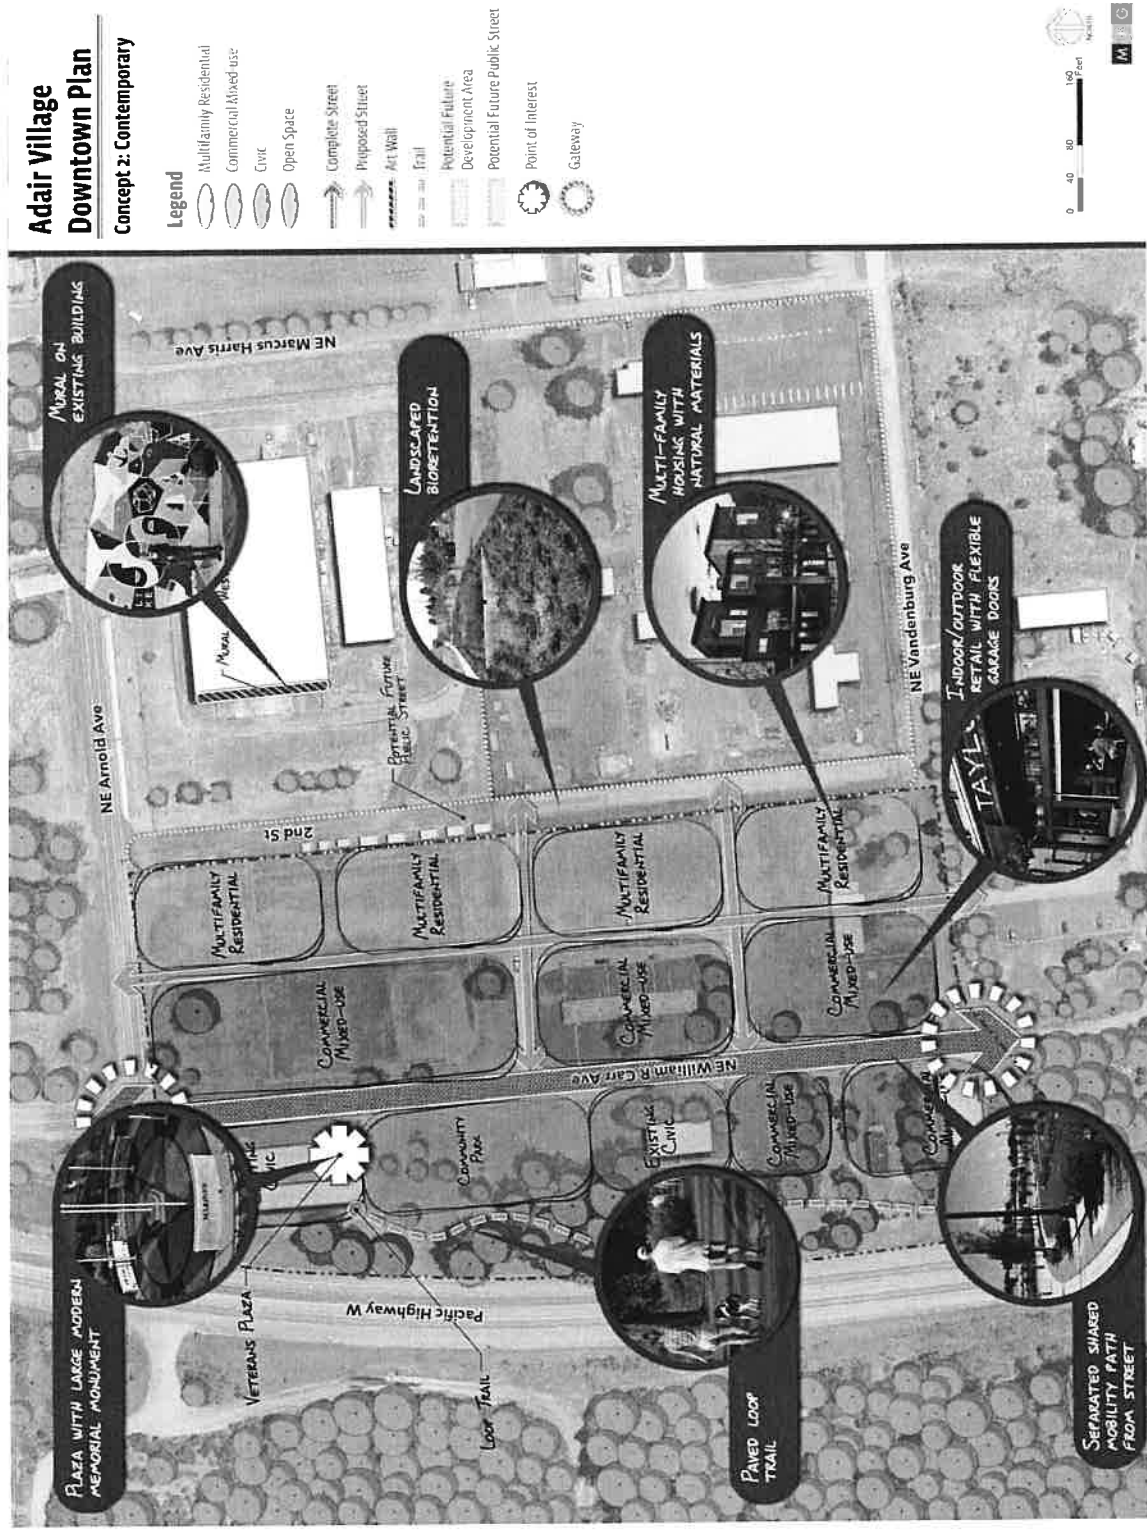 Adair Village
Downtown Plan
Concept 2: Contemporary
Legend
Multifamily Residential
Commercial Mixed-use
Civic
Open Space
Complete Street
Proposed Street
Art Wall
Trail
Potential Future
Development Area
Potential Future Public Street
Point of Interest
Gateway
0 40 80 160
Feet
NORTH
M I G
MURAL ON
EXISTING BUILDING
NE Marcus Harris Ave
LANDSCAPED
BIORETENTION
MULTI-FAMILY
HOUSING WITH
NATURAL MATERIALS
MURAL
WES
NE Arnold Ave
POTENTIAL FUTURE
PUBLIC STREET
2nd St
NE Vandenburg Ave
INDOOR/OUTDOOR
RETAIL WITH FLEXIBLE
GARAGE DOORS
TAYL
MULTIFAMILY
RESIDENTIAL
MULTIFAMILY
RESIDENTIAL
MULTIFAMILY
RESIDENTIAL
MULTIFAMILY
RESIDENTIAL
COMMERCIAL
MIXED-USE
COMMERCIAL
MIXED-USE
COMMERCIAL
MIXED-USE
NE William R Carr Ave
COMMUNITY
PARK
EXISTING
CIVIC
COMMERCIAL
MIXED-USE
COMMERCIAL
PLAZA WITH LARGE MODERN
MEMORIAL MONUMENT
VETERANS PLAZA
Pacific Highway W
LOOP TRAIL
PAVED LOOP
TRAIL
SEPARATED SHARED
MOBILITY PATH
FROM STREET